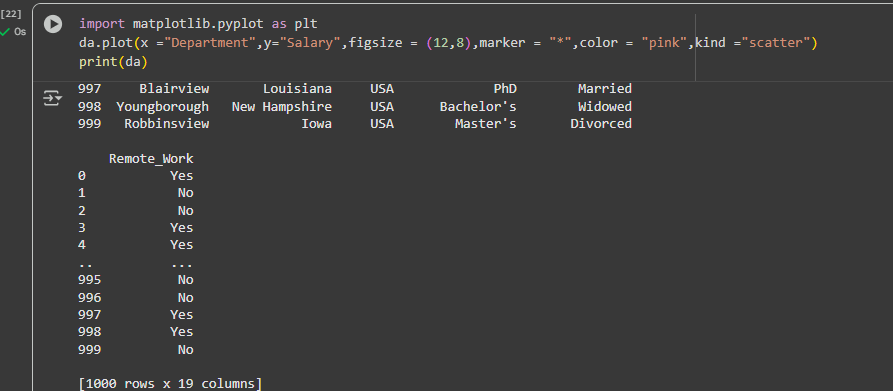 [22]
0s
import matplotlib.pyplot as plt
da.plot(x ="Department",y="Salary",figsize = (12,8),marker = "*",color = "pink",kind ="scatter")
print(da)
997 Blairview Louisiana USA PhD Married
998 Youngborough New Hampshire USA Bachelor's Widowed
999 Robbinsview Iowa USA Master's Divorced
Remote_Work
0 Yes
1 No
2 No
3 Yes
4 Yes
.. ...
995 No
996 No
997 Yes
998 Yes
999 No
[1000 rows x 19 columns]